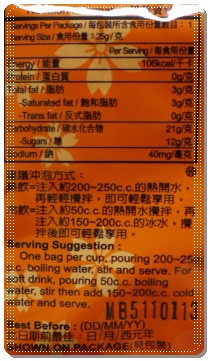 Servings Per Package / 每包裝所含食用份量數目: 1
Serving Size / 食用份量: 25g / 克
Per Serving / 每食用份量
Energy / 能量 106kcal/千卡
Protein / 蛋白質 0g/克
Total fat / 脂肪 3g/克
-Saturated fat / 飽和脂肪 3g/克
-Trans fat / 反式脂肪 0g/克
Carbohydrate / 碳水化合物 21g/克
-Sugars / 糖 12g/克
Sodium / 鈉 40mg/毫克
建議沖泡方式:
熱飲=注入約200~250c.c.的熱開水,
再輕輕攪拌,即可輕鬆享用。
冰飲=注入約50c.c.的熱開水攪拌,再
注入150~200c.c.的冰水,攪
拌後即可輕鬆享用。
Serving Suggestion :
One bag per cup, pouring 200~25
c.c. boiling water, stir and serve. For
soft drink, pouring 50c.c. boiling
water, stir then add 150~200c.c. cold
water and serve.
MB511011
Best Before : (DD/MM/YY)
此日期前最佳: 日/月/西元年
SHOWN ON PACKAGE(見包裝)